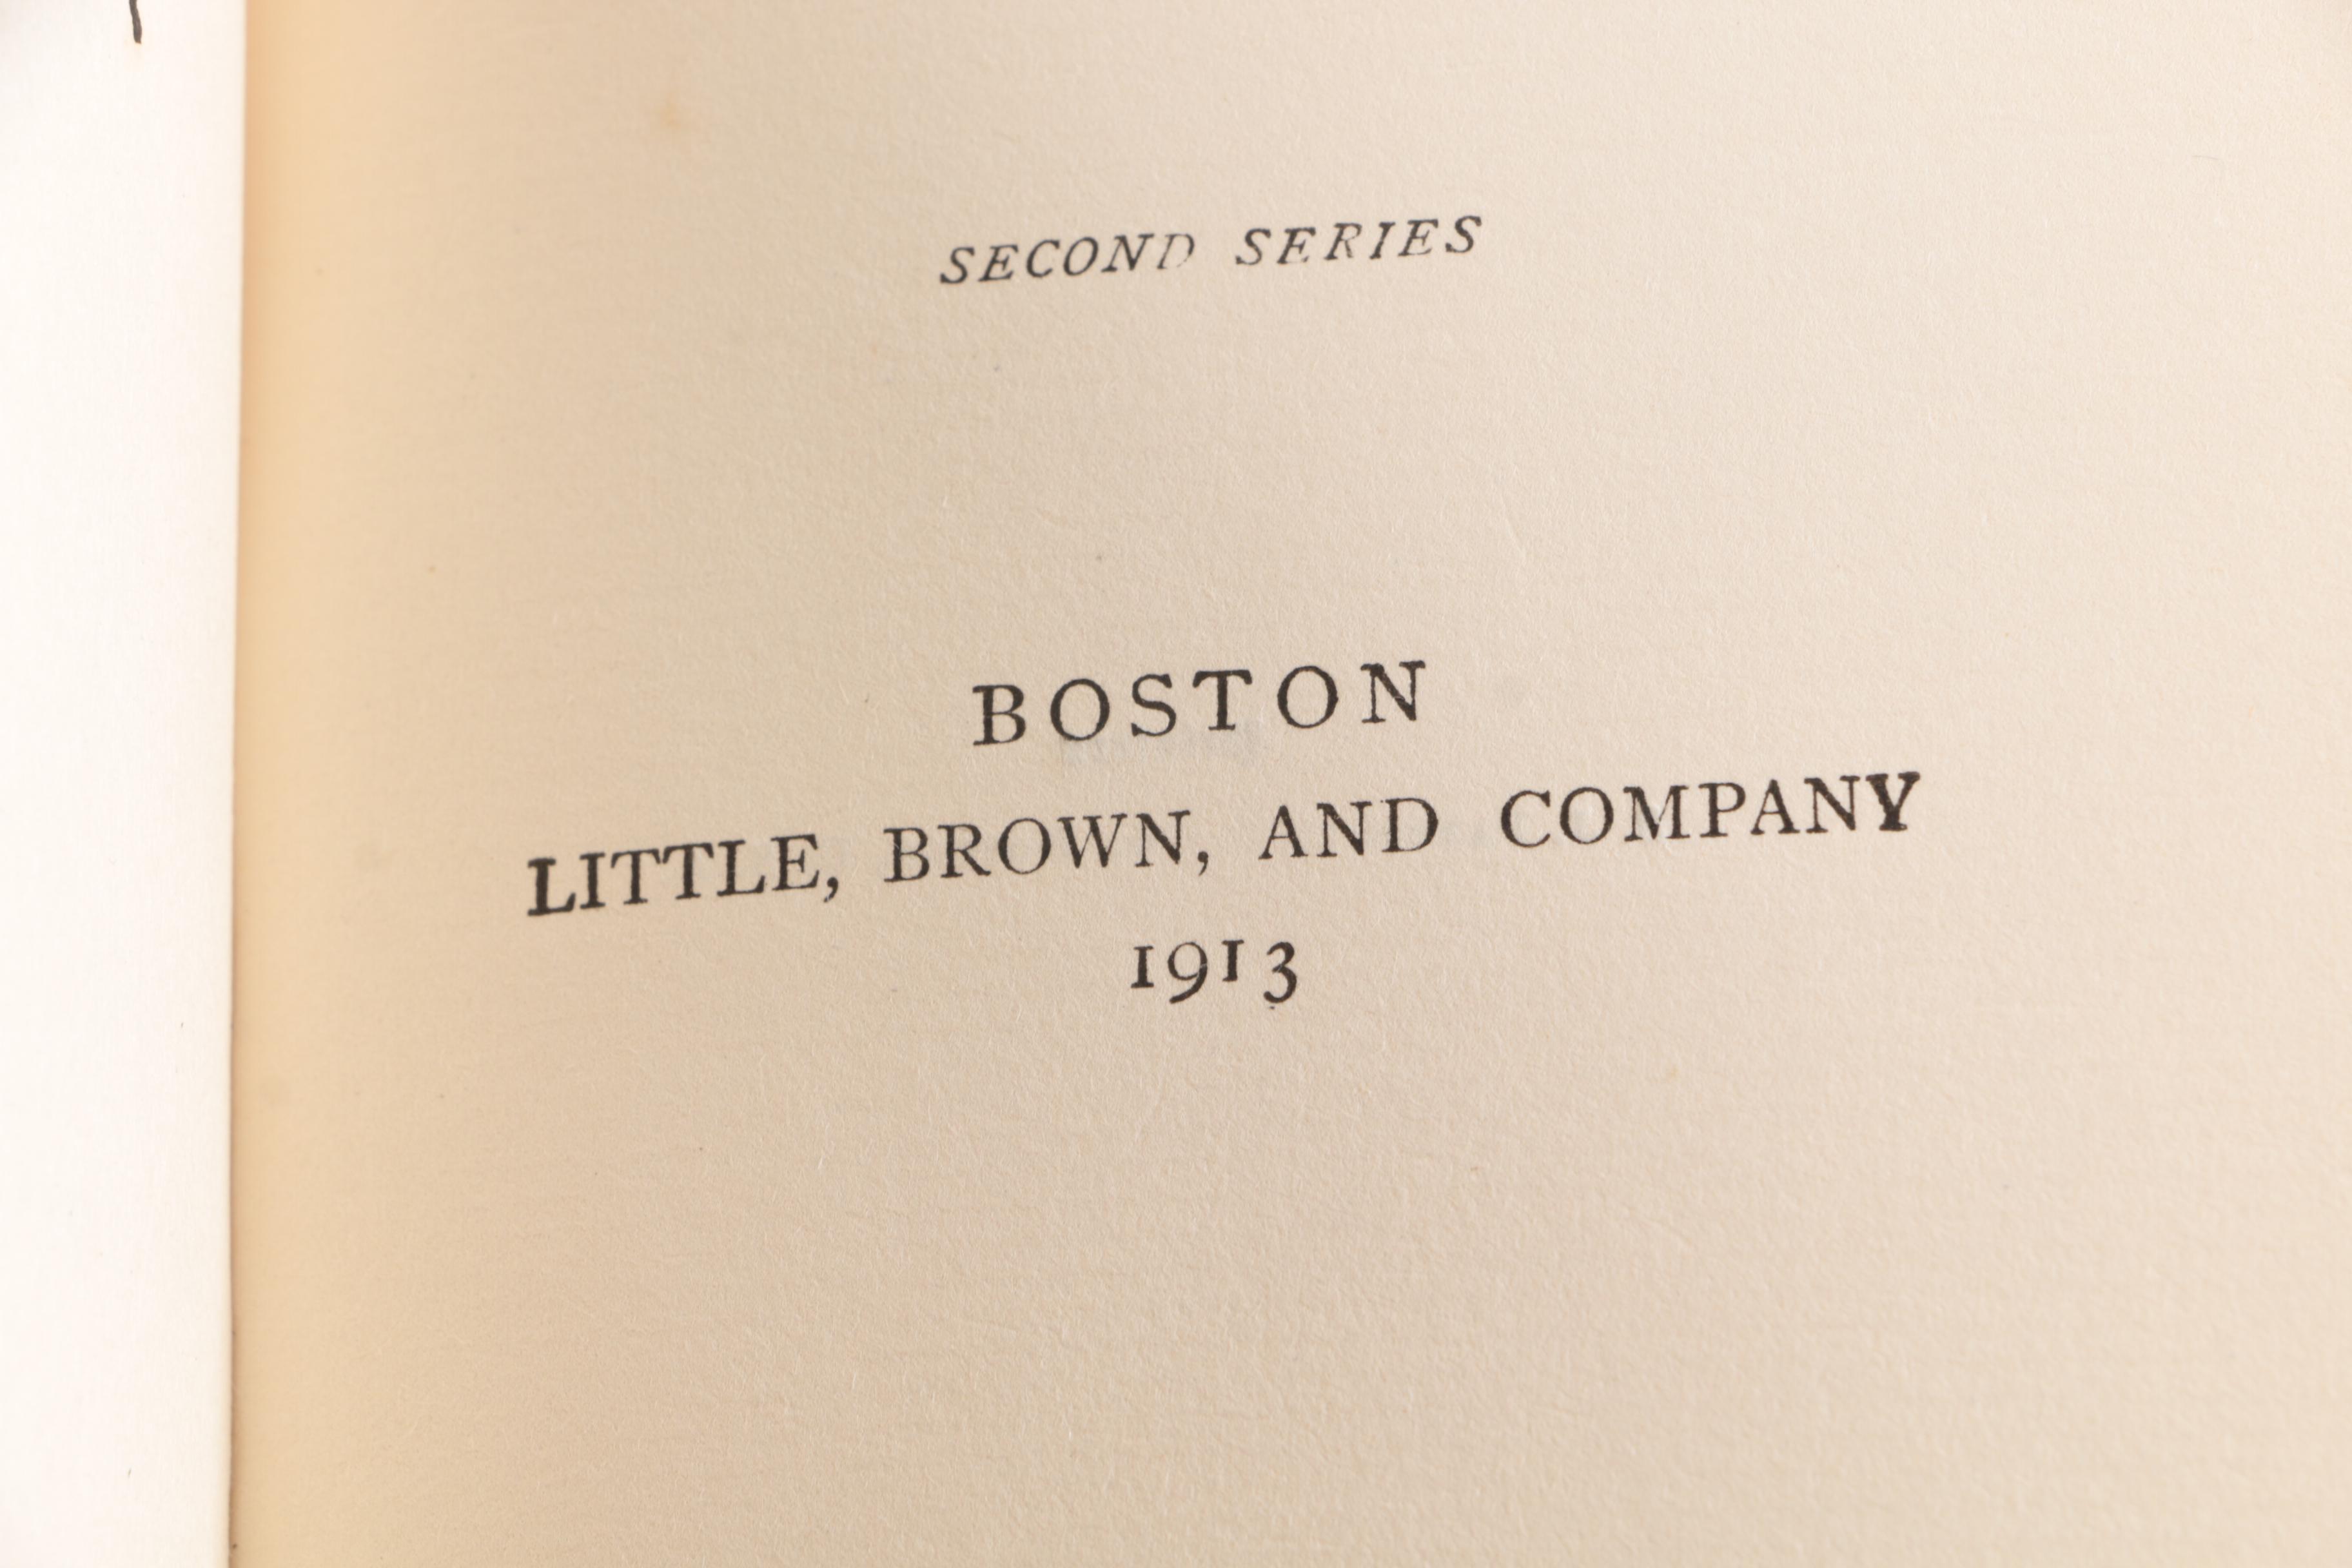 SECOND SERIES
BOSTON
LITTLE, BROWN, AND COMPANY
1913